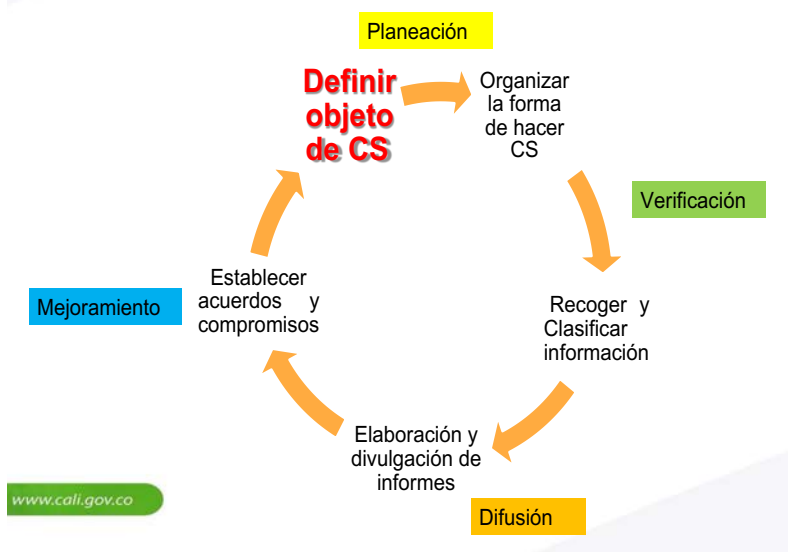 Planeación
Definir
objeto
de CS
Organizar
la forma
de hacer
CS
Verificación
Recoger y
Clasificar
información
Elaboración y
divulgación de
informes
Difusión
Establecer
acuerdos y
compromisos
Mejoramiento
www.cali.gov.co